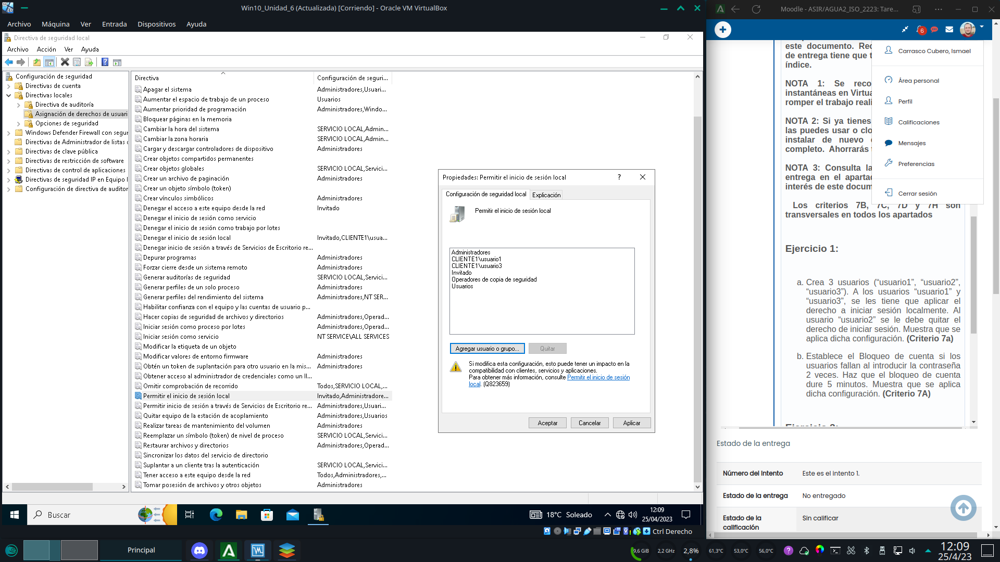 Win10_Unidad_6 (Actualizada) [Corriendo] - Oracle VM VirtualBox
Archivo Máquina Ver Entrada Dispositivos Ayuda
Directiva de seguridad local
Archivo Acción Ver Ayuda
Configuración de seguridad
Directivas de cuenta
Directivas locales
Directiva de auditoría
Asignación de derechos de usuari
Opciones de seguridad
Windows Defender Firewall con segur
Directivas de Administrador de listas
Directivas de clave pública
Directivas de restricción de software
Directivas de control de aplicaciones
Directivas de seguridad IP en Equipo l
Configuración de directiva de auditor
Directiva Configuración de seguri...
Apagar el sistema Administradores,Usuari...
Aumentar el espacio de trabajo de un proceso Usuarios
Aumentar prioridad de programación Administradores,Windo...
Bloquear páginas en la memoria
Cambiar la hora del sistema SERVICIO LOCAL,Admin...
Cambiar la zona horaria SERVICIO LOCAL,Admin...
Cargar y descargar controladores de dispositivo Administradores
Crear objetos compartidos permanentes
Crear objetos globales SERVICIO LOCAL,Servici...
Crear un archivo de paginación Administradores
Crear un objeto símbolo (token)
Crear vínculos simbólicos Administradores
Denegar el acceso a este equipo desde la red Invitado
Denegar el inicio de sesión como servicio
Denegar el inicio de sesión como trabajo por lotes
Denegar el inicio de sesión local Invitado,CLIENTE1\usua...
Denegar inicio de sesión a través de Servicios de Escritorio re...
Depurar programas Administradores
Forzar cierre desde un sistema remoto Administradores
Generar auditorías de seguridad SERVICIO LOCAL,Servici...
Generar perfiles de un solo proceso Administradores
Generar perfiles del rendimiento del sistema Administradores,NT SER...
Habilitar confianza con el equipo y las cuentas de usuario p...
Hacer copias de seguridad de archivos y directorios Administradores,Operad...
Iniciar sesión como proceso por lotes Administradores,Operad...
Iniciar sesión como servicio NT SERVICE\ALL SERVICES
Modificar la etiqueta de un objeto
Modificar valores de entorno firmware Administradores
Obtén un token de suplantación para otro usuario en la mis... Administradores
Obtener acceso al administrador de credenciales como un ll...
Omitir comprobación de recorrido Todos,SERVICIO LOCAL,...
Permitir el inicio de sesión local Invitado,Administradore...
Permitir inicio de sesión a través de Servicios de Escritorio re... Administradores,Usuari...
Quitar equipo de la estación de acoplamiento Administradores,Usuarios
Realizar tareas de mantenimiento del volumen Administradores
Reemplazar un símbolo (token) de nivel de proceso SERVICIO LOCAL,Servici...
Restaurar archivos y directorios Administradores,Operad...
Sincronizar los datos del servicio de directorio
Suplantar a un cliente tras la autenticación SERVICIO LOCAL,Servici...
Tener acceso a este equipo desde la red Todos,Administradores,...
Tomar posesión de archivos y otros objetos Administradores
Propiedades: Permitir el inicio de sesión local ?
Configuración de seguridad local Explicación
Permitir el inicio de sesión local
Administradores
CLIENTE1\usuario1
CLIENTE1\usuario3
Invitado
Operadores de copia de seguridad
Usuarios
Agregar usuario o grupo... Quitar
Si modifica esta configuración, esto puede tener un impacto en la
compatibilidad con clientes, servicios y aplicaciones.
Para obtener más información, consulte Permitir el inicio de sesión
local. (Q823659)
Aceptar Cancelar Aplicar
Buscar
18°C Soleado
12:09
25/04/2023
Ctrl Derecho
Moodle - ASIR/AGUA2_ISO_2223: Tare...
6
este documento. Rec
de entrega tiene que t
índice.
NOTA 1: Se reco
instantáneas en Virtua
romper el trabajo reali
NOTA 2: Si ya tienes
las puedes usar o clo
instalar de nuevo
completo. Ahorrarás
NOTA 3: Consulta la
entrega en el apartad
interés de este docum
Carrasco Cubero, Ismael
Área personal
Perfil
Calificaciones
Mensajes
Preferencias
Cerrar sesión
Los criterios 7B, 7C, 7D y 7H son
transversales en todos los apartados
Ejercicio 1:
a. Crea 3 usuarios (“usuario1”, “usuario2”,
“usuario3”). A los usuarios “usuario1” y
“usuario3”, se les tiene que aplicar el
derecho a iniciar sesión localmente. Al
usuario “usuario2” se le debe quitar el
derecho de iniciar sesión. Muestra que se
aplica dicha configuración. (Criterio 7a)
b. Establece el Bloqueo de cuenta si los
usuarios fallan al introducir la contraseña
2 veces. Haz que el bloqueo de cuenta
dure 5 minutos. Muestra que se aplica
dicha configuración. (Criterio 7A)
Estado de la entrega
Número del intento Este es el intento 1.
Estado de la entrega No entregado
Estado de la
calificación Sin calificar
Principal
9,6 GiB 2,2 GHz 2,8% 61,3°C 53,0°C 56,0°C
12:09
25/4/23